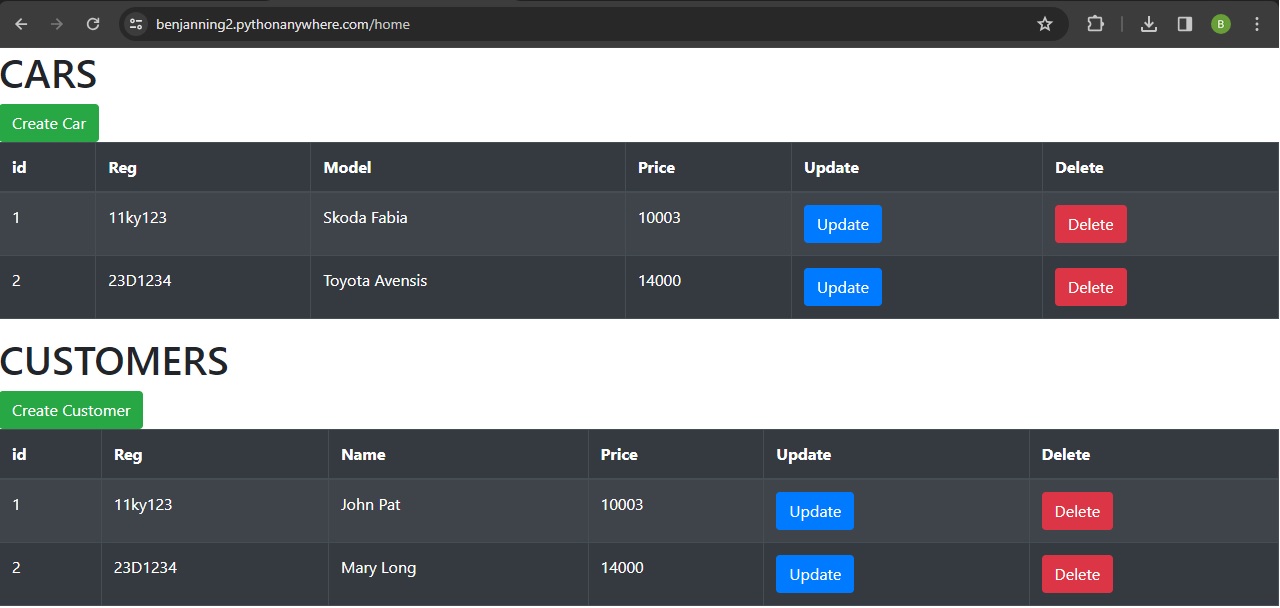 benjanning2.pythonanywhere.com/home
B
CARS
Create Car
id Reg Model Price Update Delete
1 11ky123 Skoda Fabia 10003 Update Delete
2 23D1234 Toyota Avensis 14000 Update Delete
CUSTOMERS
Create Customer
id Reg Name Price Update Delete
1 11ky123 John Pat 10003 Update Delete
2 23D1234 Mary Long 14000 Update Delete